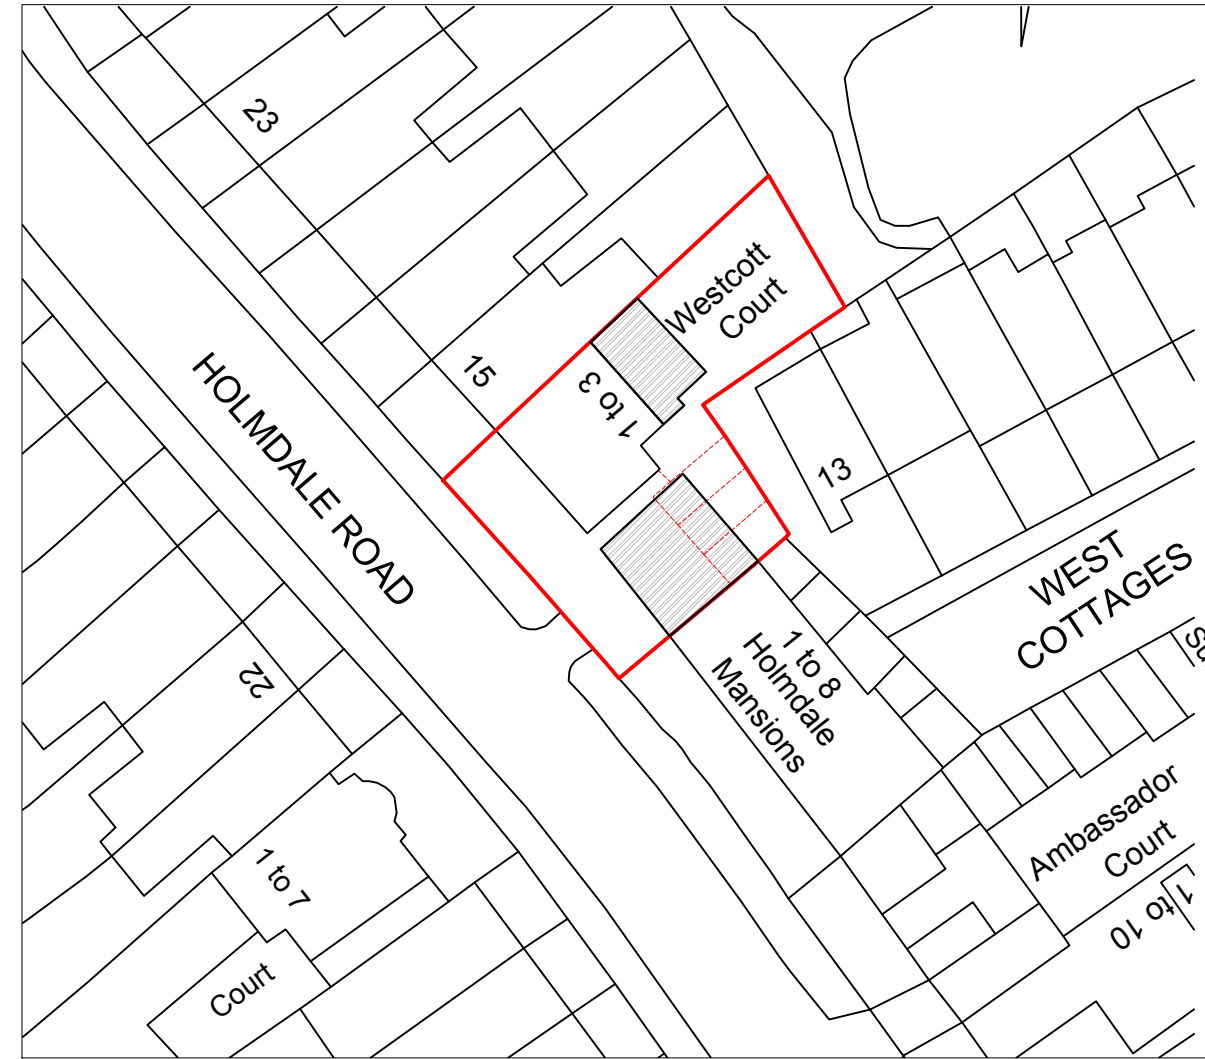 23
Westcott
Court
15
1 to 3
HOLMDALE ROAD
13
WEST
COTTAGES
1 to 8
Holmdale
Mansions
22
Ambassador
Court
1 to 7
1 to 10
Court